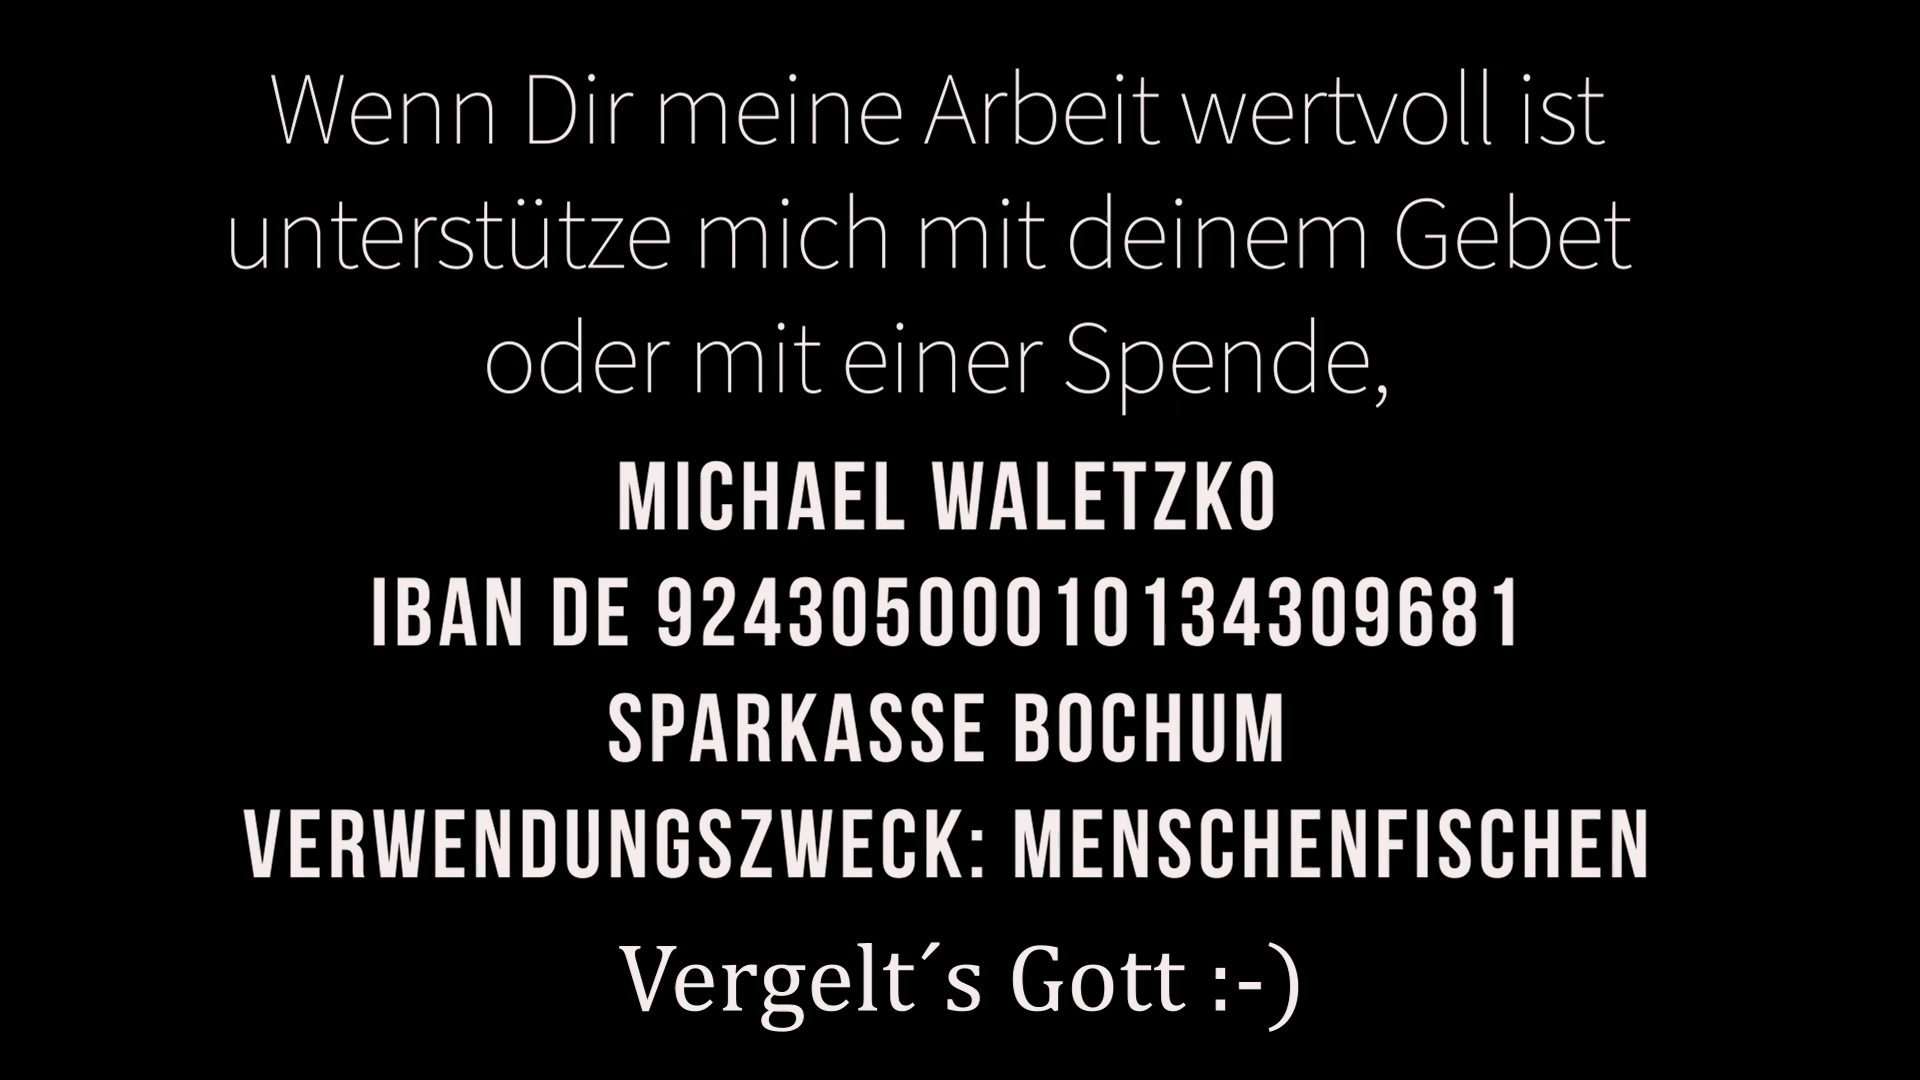 Wenn Dir meine Arbeit wertvoll ist
unterstütze mich mit deinem Gebet
oder mit einer Spende,
MICHAEL WALETZKO
IBAN DE 92430500010134309681
SPARKASSE BOCHUM
VERWENDUNGSZWECK: MENSCHENFISCHEN
Vergelt´s Gott :-)